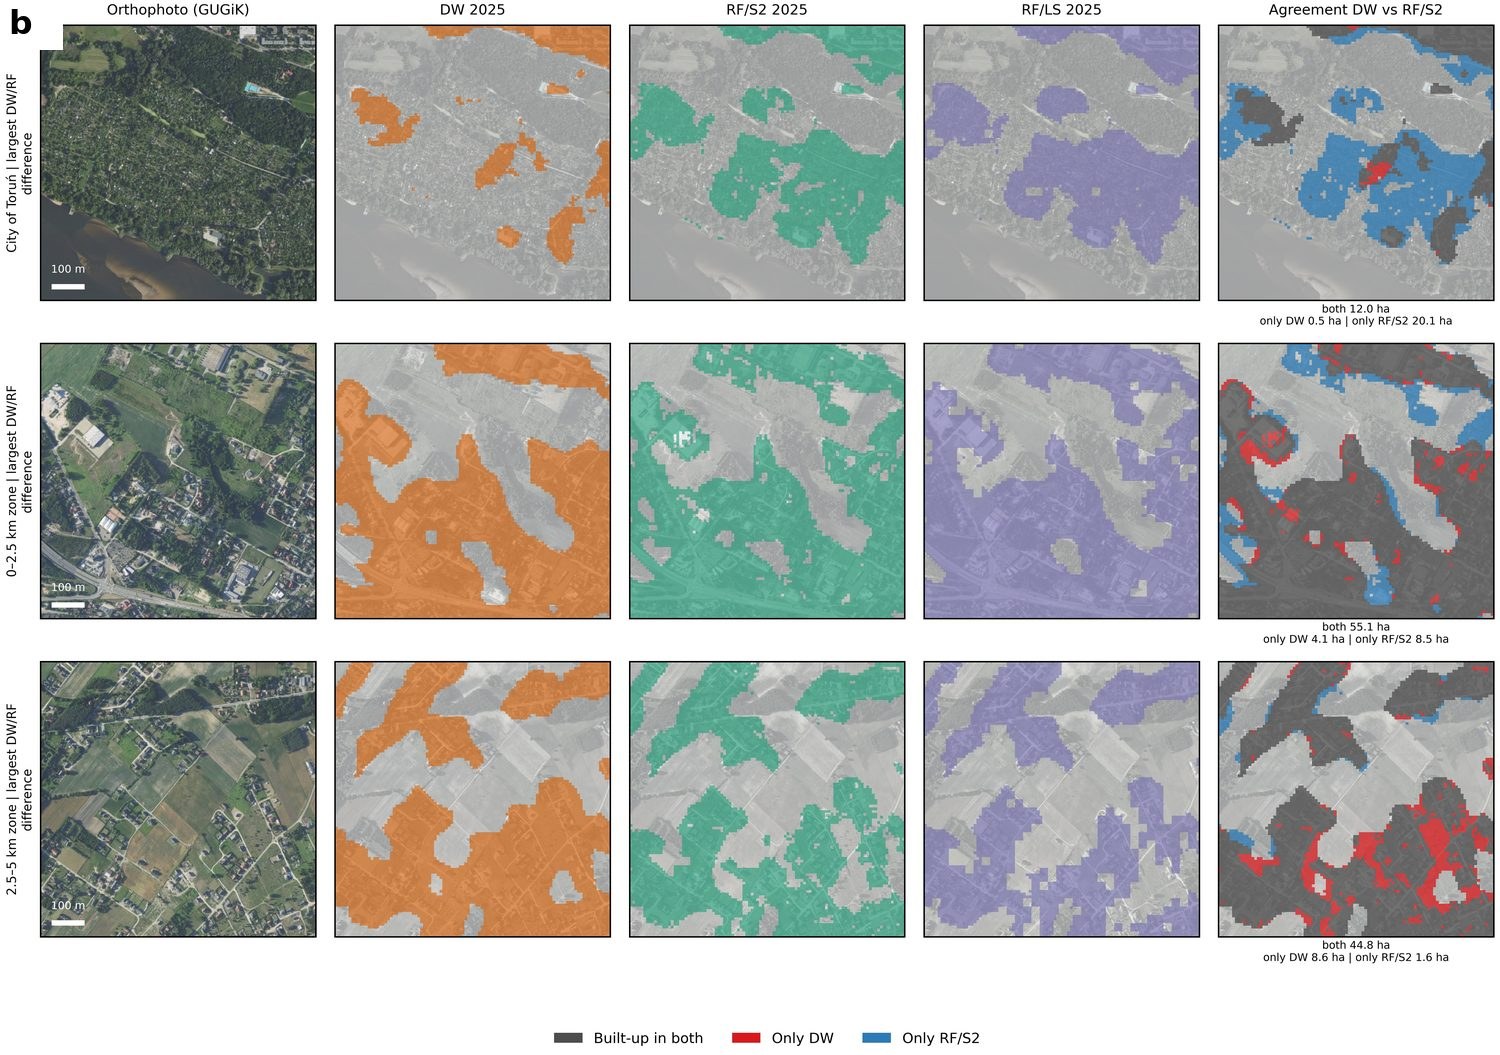 b
Orthophoto (GUGiK)
DW 2025
RF/S2 2025
RF/LS 2025
Agreement DW vs RF/S2
City of Toruń | largest DW/RF
difference
100 m
both 12.0 ha
only DW 0.5 ha | only RF/S2 20.1 ha
0–2.5 km zone | largest DW/RF
difference
100 m
both 55.1 ha
only DW 4.1 ha | only RF/S2 8.5 ha
2.5–5 km zone | largest DW/RF
difference
100 m
both 44.8 ha
only DW 8.6 ha | only RF/S2 1.6 ha
Built-up in both
Only DW
Only RF/S2